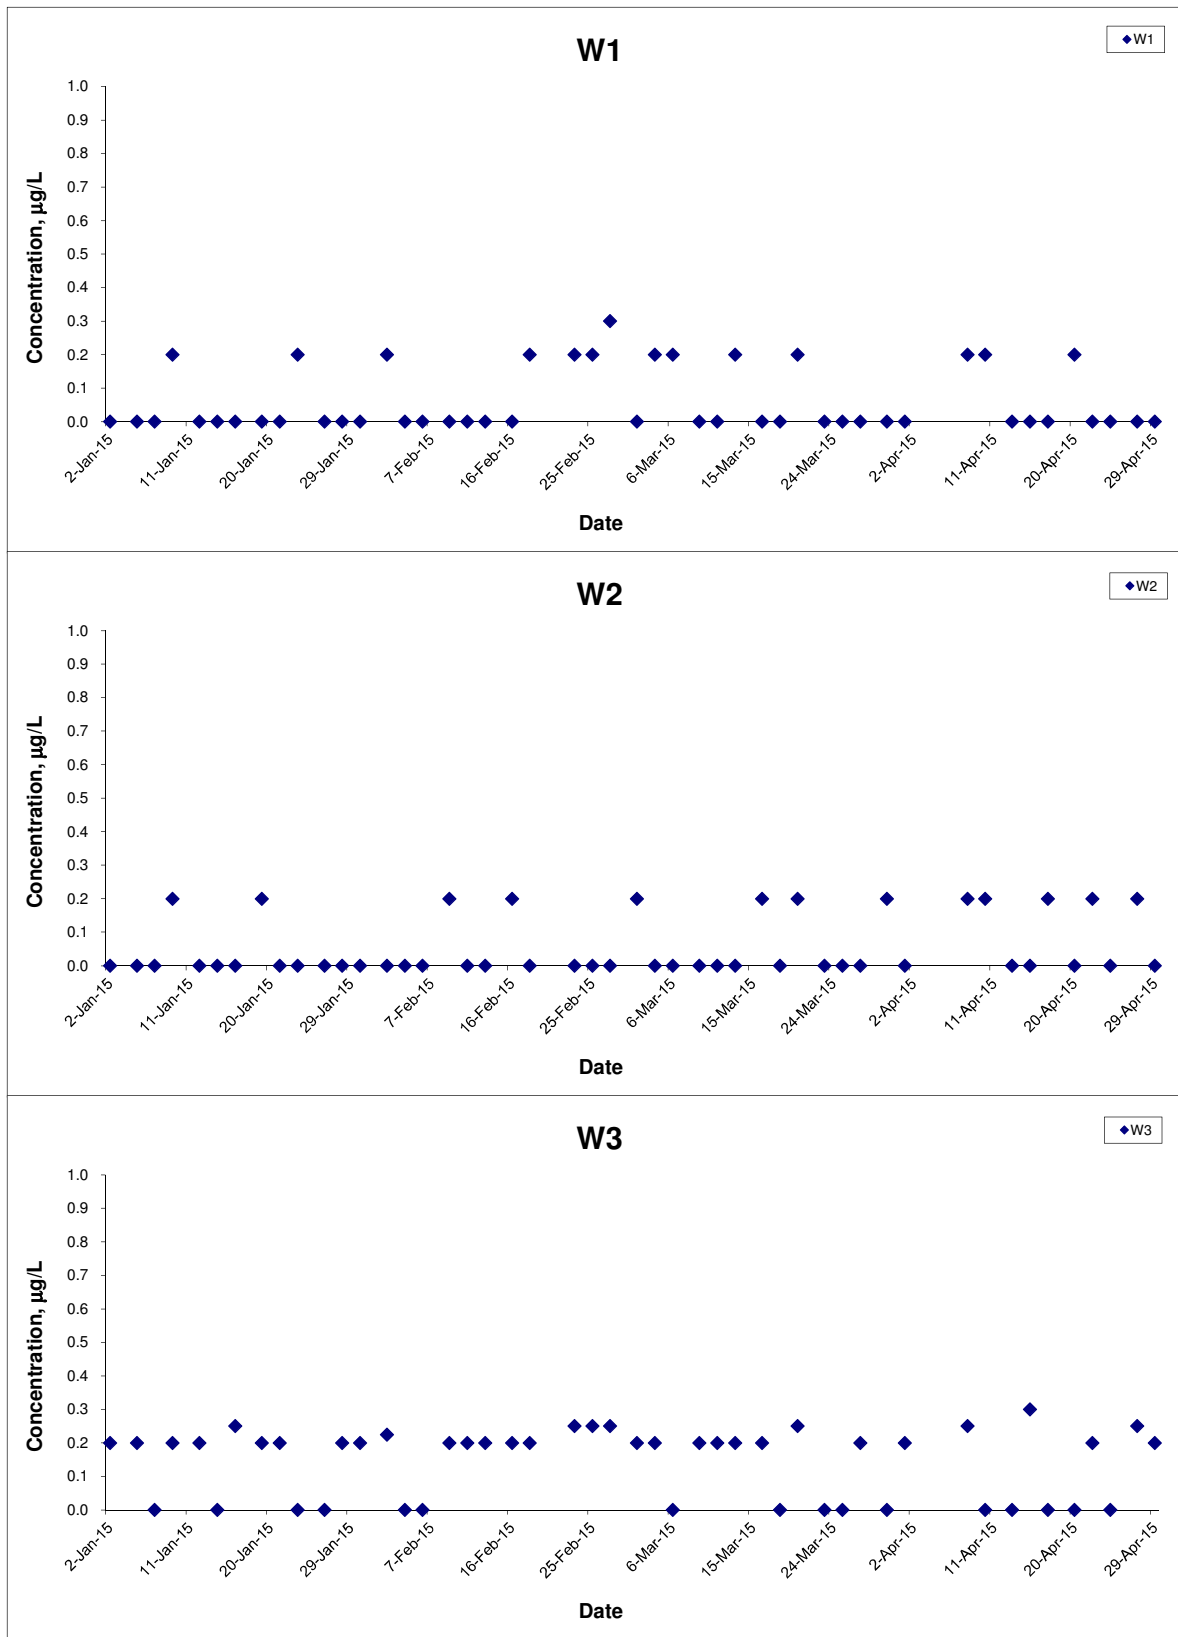 W1
W1
Concentration, µg/L
1.0
0.9
0.8
0.7
0.6
0.5
0.4
0.3
0.2
0.1
0.0
2-Jan-15
11-Jan-15
20-Jan-15
29-Jan-15
7-Feb-15
16-Feb-15
25-Feb-15
6-Mar-15
15-Mar-15
24-Mar-15
2-Apr-15
11-Apr-15
20-Apr-15
29-Apr-15
Date
W2
W2
Concentration, µg/L
1.0
0.9
0.8
0.7
0.6
0.5
0.4
0.3
0.2
0.1
0.0
2-Jan-15
11-Jan-15
20-Jan-15
29-Jan-15
7-Feb-15
16-Feb-15
25-Feb-15
6-Mar-15
15-Mar-15
24-Mar-15
2-Apr-15
11-Apr-15
20-Apr-15
29-Apr-15
Date
W3
W3
Concentration, µg/L
1.0
0.9
0.8
0.7
0.6
0.5
0.4
0.3
0.2
0.1
0.0
2-Jan-15
11-Jan-15
20-Jan-15
29-Jan-15
7-Feb-15
16-Feb-15
25-Feb-15
6-Mar-15
15-Mar-15
24-Mar-15
2-Apr-15
11-Apr-15
20-Apr-15
29-Apr-15
Date